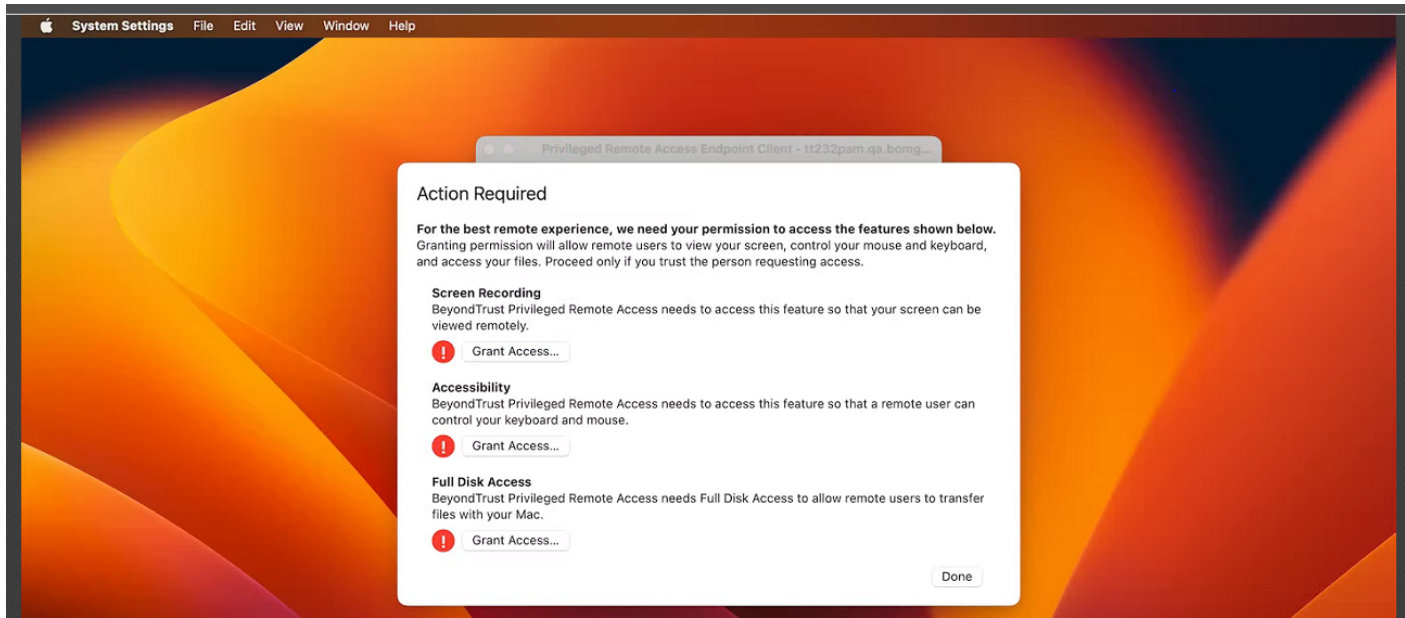 System Settings File Edit View Window Help
Privileged Remote Access Endpoint Client - tt232pam.qa.bomg...
Action Required
For the best remote experience, we need your permission to access the features shown below.
Granting permission will allow remote users to view your screen, control your mouse and keyboard,
and access your files. Proceed only if you trust the person requesting access.
Screen Recording
BeyondTrust Privileged Remote Access needs to access this feature so that your screen can be
viewed remotely.
! Grant Access...
Accessibility
BeyondTrust Privileged Remote Access needs to access this feature so that a remote user can
control your keyboard and mouse.
! Grant Access...
Full Disk Access
BeyondTrust Privileged Remote Access needs Full Disk Access to allow remote users to transfer
files with your Mac.
! Grant Access...
Done